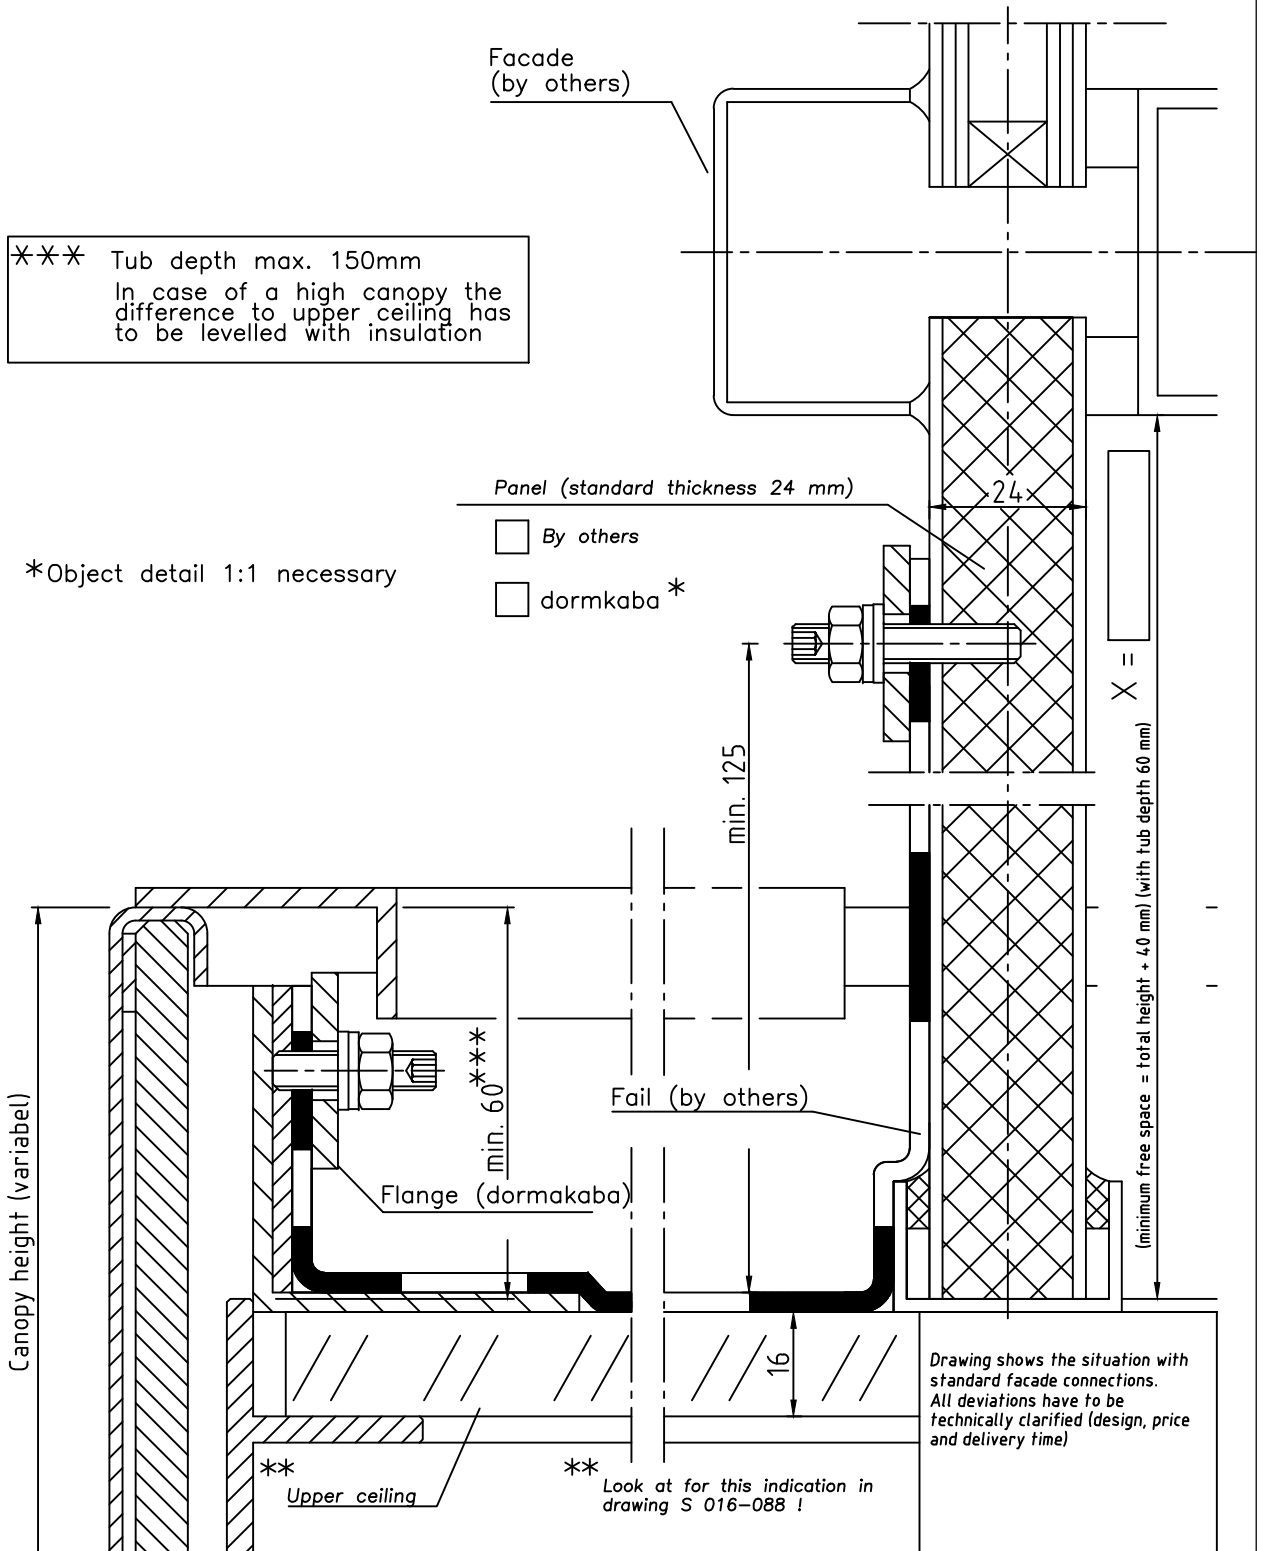 Facade
(by others)
*** Tub depth max. 150mm
In case of a high canopy the
difference to upper ceiling has
to be levelled with insulation
Panel (standard thickness 24 mm)
By others
dormkaba *
*Object detail 1:1 necessary
24
X =
(minimum free space = total height + 40 mm) (with tub depth 60 mm)
min. 125
min. 60 ***
Canopy height (variabel)
Fail (by others)
Flange (dormakaba)
16
Drawing shows the situation with
standard facade connections.
All deviations have to be
technically clarified (design, price
and delivery time)
**
Upper ceiling
** Look at for this indication in
drawing S 016-088 !